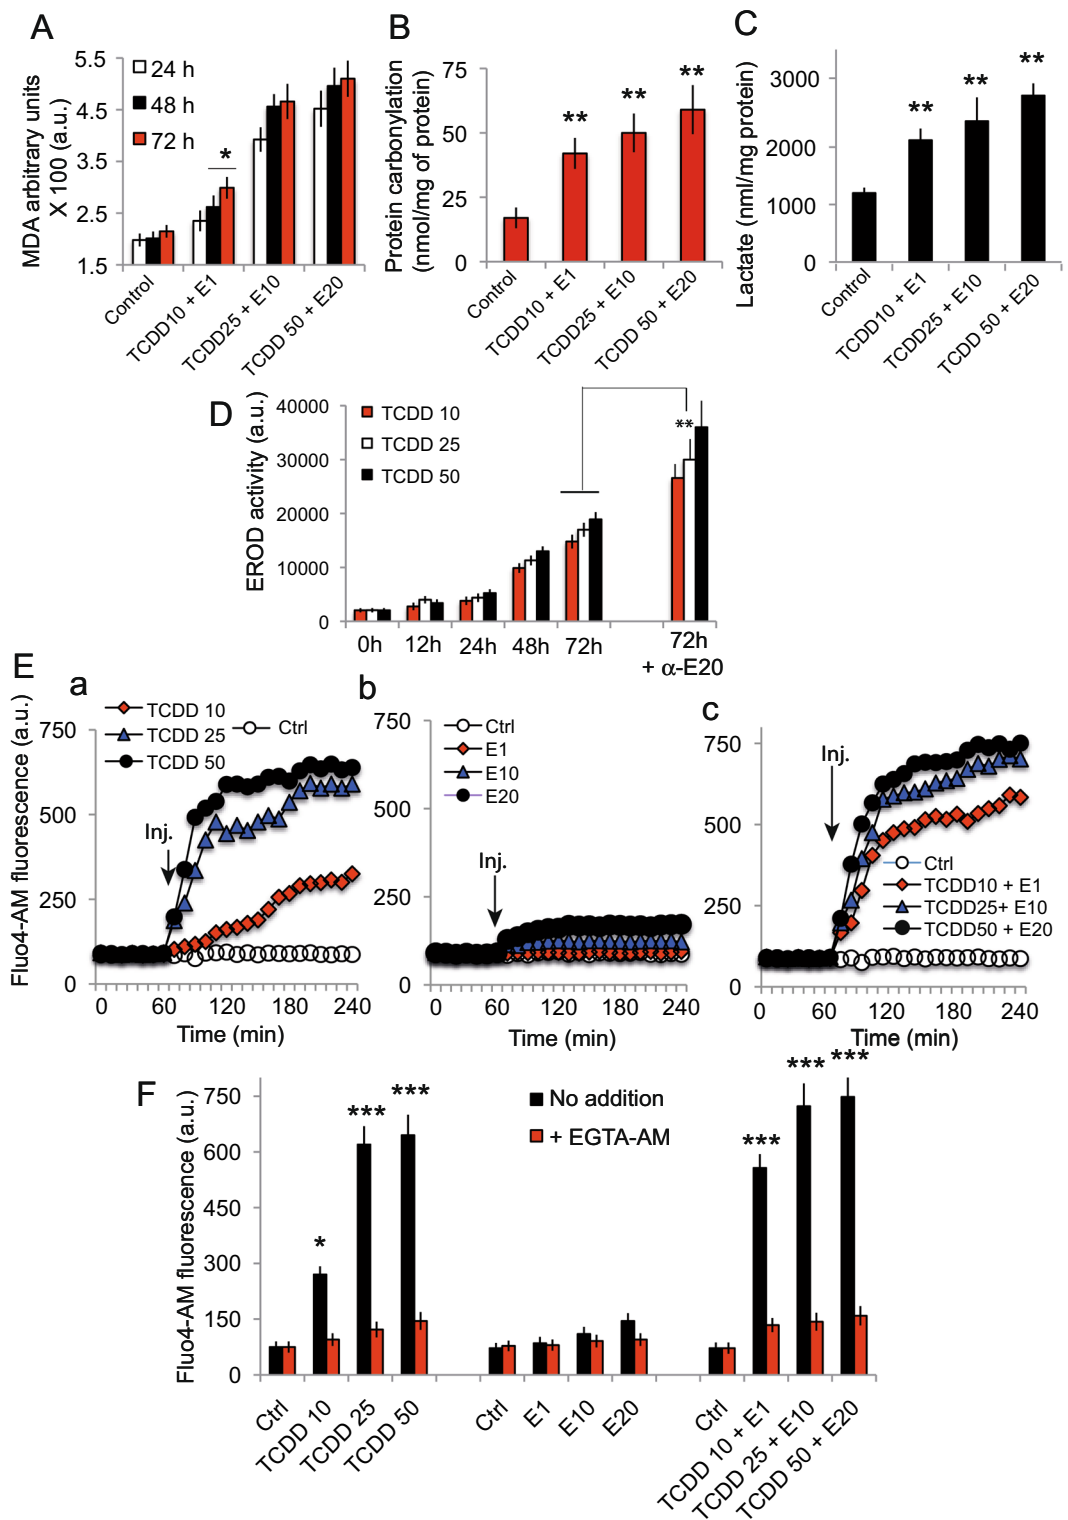 A
MDA arbitrary units
X 100 (a.u.)
5.5
4.5
3.5
2.5
1.5
24 h
48 h
72 h
*
Control
TCDD10 + E1
TCDD25 + E10
TCDD 50 + E20
B
Protein carbonylation
(nmol/mg of protein)
75
50
25
0
**
**
**
Control
TCDD10 + E1
TCDD25 + E10
TCDD 50 + E20
C
Lactate (nml/mg protein)
3000
2000
1000
0
**
**
**
Control
TCDD10 + E1
TCDD25 + E10
TCDD 50 + E20
D
EROD activity (a.u.)
40000
30000
20000
10000
0
TCDD 10
TCDD 25
TCDD 50
**
0h
12h
24h
48h
72h
72h
+ α-E20
E
Fluo4-AM fluorescence (a.u.)
a
TCDD 10
TCDD 25
TCDD 50
Ctrl
750
500
250
0
Inj.
0 60 120 180 240
Time (min)
b
Ctrl
E1
E10
E20
750
500
250
0
Inj.
0 60 120 180 240
Time (min)
c
750
500
250
0
Inj.
Ctrl
TCDD10 + E1
TCDD25+ E10
TCDD50 + E20
0 60 120 180 240
Time (min)
F
Fluo4-AM fluorescence (a.u.)
750
600
450
300
150
0
No addition
+ EGTA-AM
*
***
***
***
***
***
Ctrl
TCDD 10
TCDD 25
TCDD 50
Ctrl
E1
E10
E20
Ctrl
TCDD 10 + E1
TCDD 25 + E10
TCDD 50 + E20